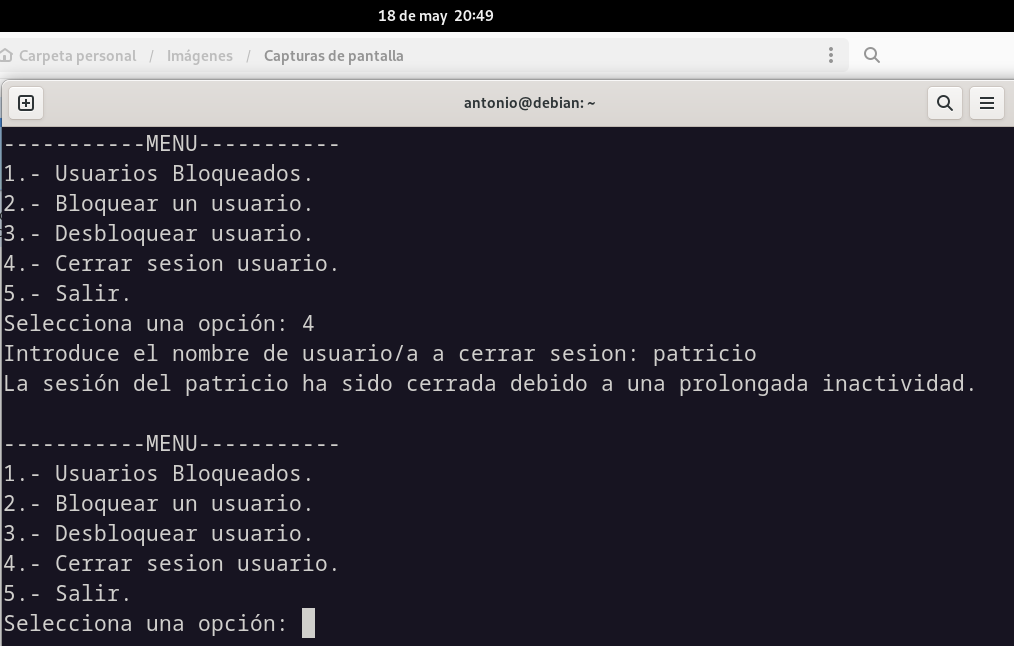 18 de may 20:49
Carpeta personal / Imágenes / Capturas de pantalla
antonio@debian: ~
-----------MENU-----------
1.- Usuarios Bloqueados.
2.- Bloquear un usuario.
3.- Desbloquear usuario.
4.- Cerrar sesion usuario.
5.- Salir.
Selecciona una opción: 4
Introduce el nombre de usuario/a a cerrar sesion: patricio
La sesión del patricio ha sido cerrada debido a una prolongada inactividad.
-----------MENU-----------
1.- Usuarios Bloqueados.
2.- Bloquear un usuario.
3.- Desbloquear usuario.
4.- Cerrar sesion usuario.
5.- Salir.
Selecciona una opción: